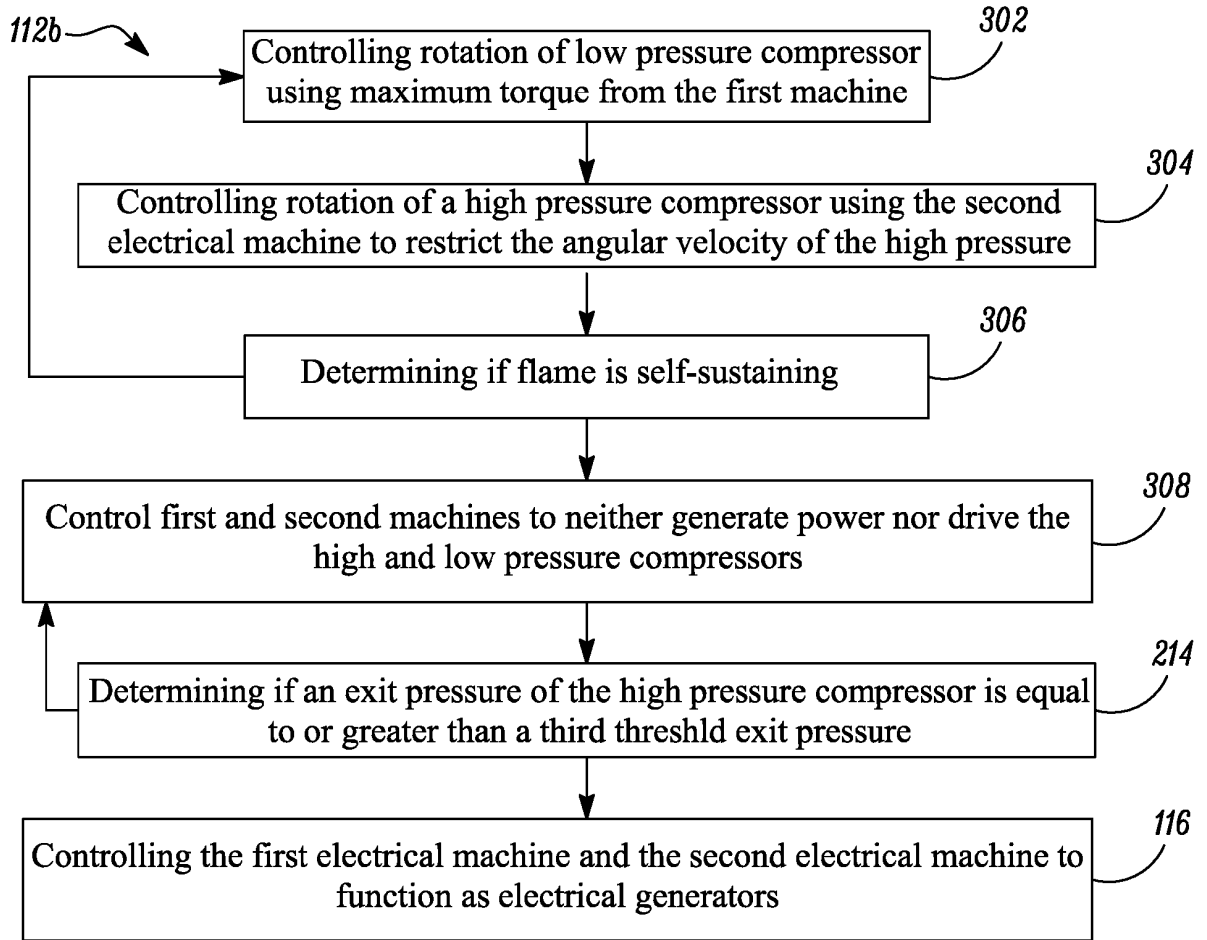 112b
302
Controlling rotation of low pressure compressor
using maximum torque from the first machine
304
Controlling rotation of a high pressure compressor using the second
electrical machine to restrict the angular velocity of the high pressure
306
Determining if flame is self-sustaining
308
Control first and second machines to neither generate power nor drive the
high and low pressure compressors
214
Determining if an exit pressure of the high pressure compressor is equal
to or greater than a third threshld exit pressure
116
Controlling the first electrical machine and the second electrical machine to
function as electrical generators